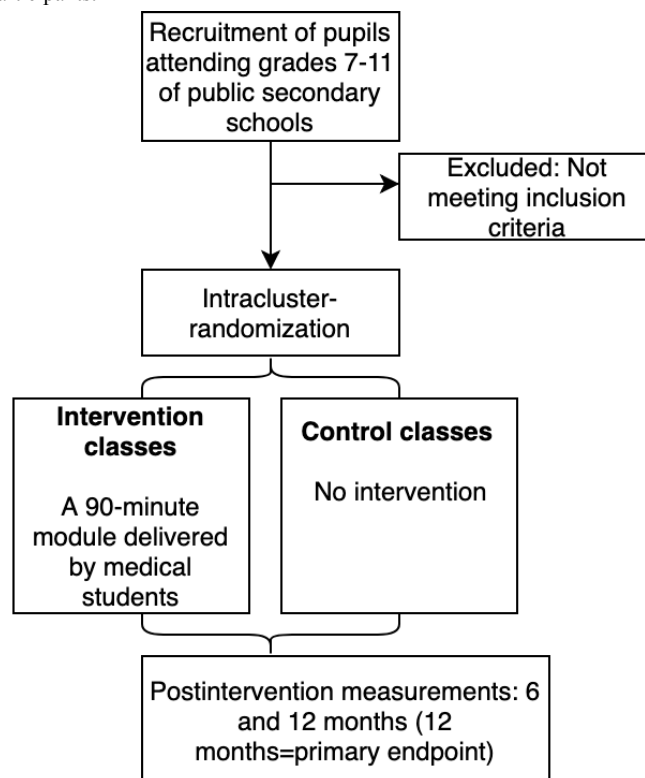 Recruitment of pupils
attending grades 7-11
of public secondary
schools
Excluded: Not
meeting inclusion
criteria
Intracluster-
randomization
Intervention
classes
A 90-minute
module delivered
by medical
students
Control classes
No intervention
Postintervention measurements: 6
and 12 months (12
months=primary endpoint)